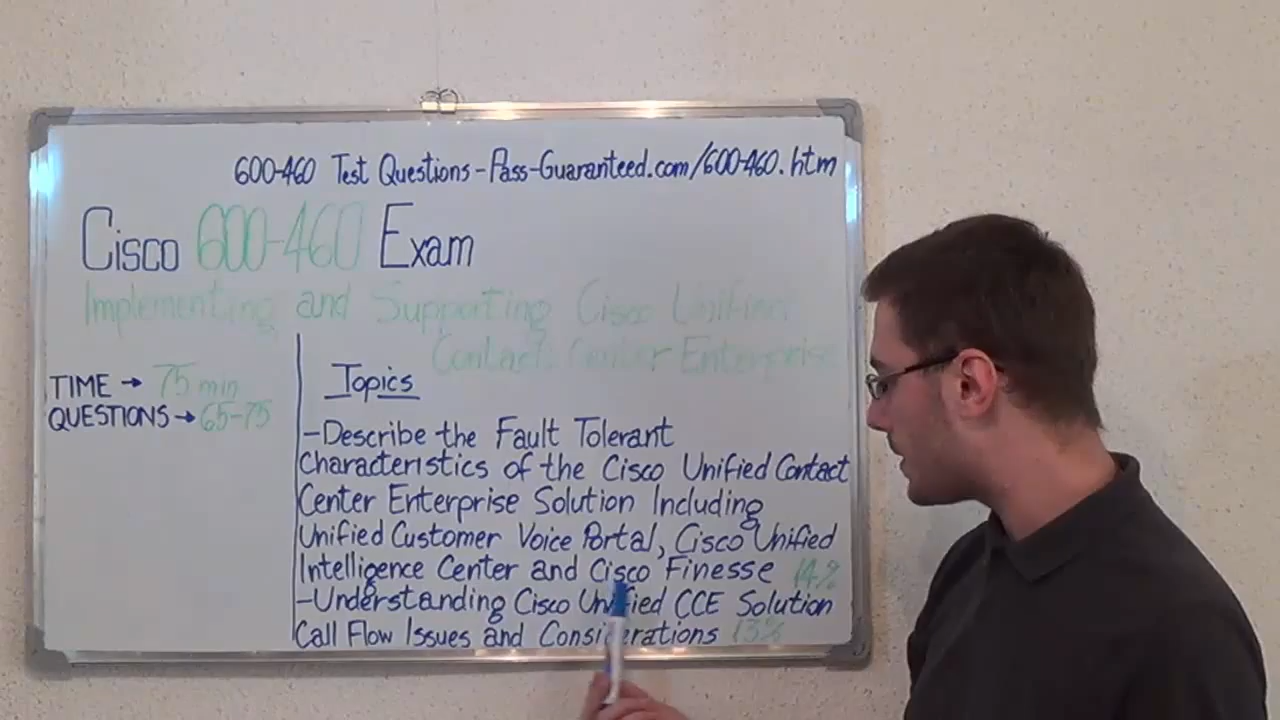 600-460 Test Questions-Pass-Guaranteed.com/600-460.htm
Cisco 600-460 Exam
Implementing and Supporting Cisco Unified
Contact Center Enterprise
TIME → 75 min
QUESTIONS → 65-75
Topics
-Describe the Fault Tolerant
Characteristics of the Cisco Unified Contact
Center Enterprise Solution Including
Unified Customer Voice Portal, Cisco Unified
Intelligence Center and Cisco Finesse 14%
-Understanding Cisco Unified CCE Solution
Call Flow Issues and Considerations 13%